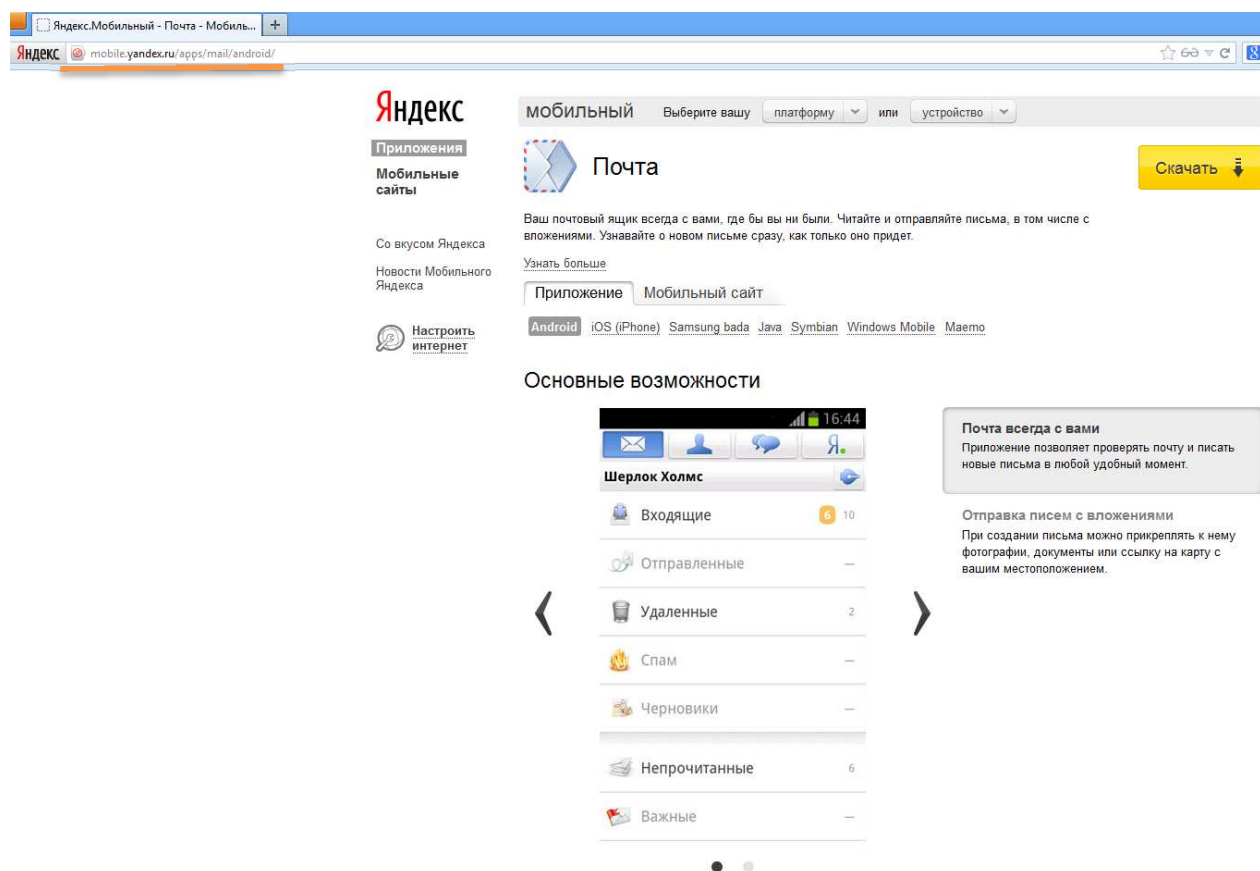 Яндекс.Мобильный - Почта - Мобиль... +
Яндекс mobile.yandex.ru/apps/mail/android/
8
Яндекс
мобильный Выберите вашу платформу или устройство
Приложения
Мобильные
сайты
Со вкусом Яндекса
Новости Мобильного
Яндекса
Настроить
интернет
Почта
Скачать
Ваш почтовый ящик всегда с вами, где бы вы ни были. Читайте и отправляйте письма, в том числе с
вложениями. Узнавайте о новом письме сразу, как только оно придет.
Узнать больше
Приложение Мобильный сайт
Android iOS (iPhone) Samsung bada Java Symbian Windows Mobile Maemo
Основные возможности
16:44
Я.
Шерлок Холмс
Входящие 6 10
Отправленные —
Удаленные 2
Спам —
Черновики —
Непрочитанные 6
Важные —
Почта всегда с вами
Приложение позволяет проверять почту и писать
новые письма в любой удобный момент.
Отправка писем с вложениями
При создании письма можно прикреплять к нему
фотографии, документы или ссылку на карту с
вашим местоположением.